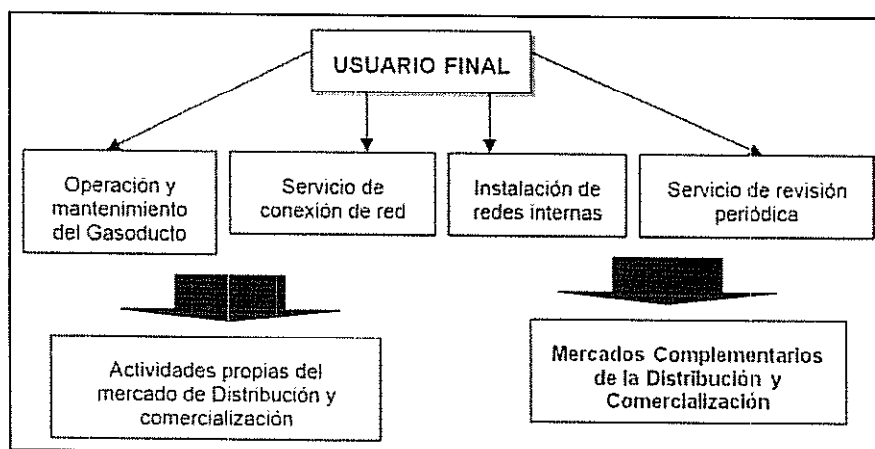 USUARIO FINAL
Operación y
mantenimiento
del Gasoducto
Servicio de
conexión de red
Instalación de
redes internas
Servicio de revisión
periódica
Actividades propias del
mercado de Distribución y
comercialización
Mercados Complementarios
de la Distribución y
Comercialización